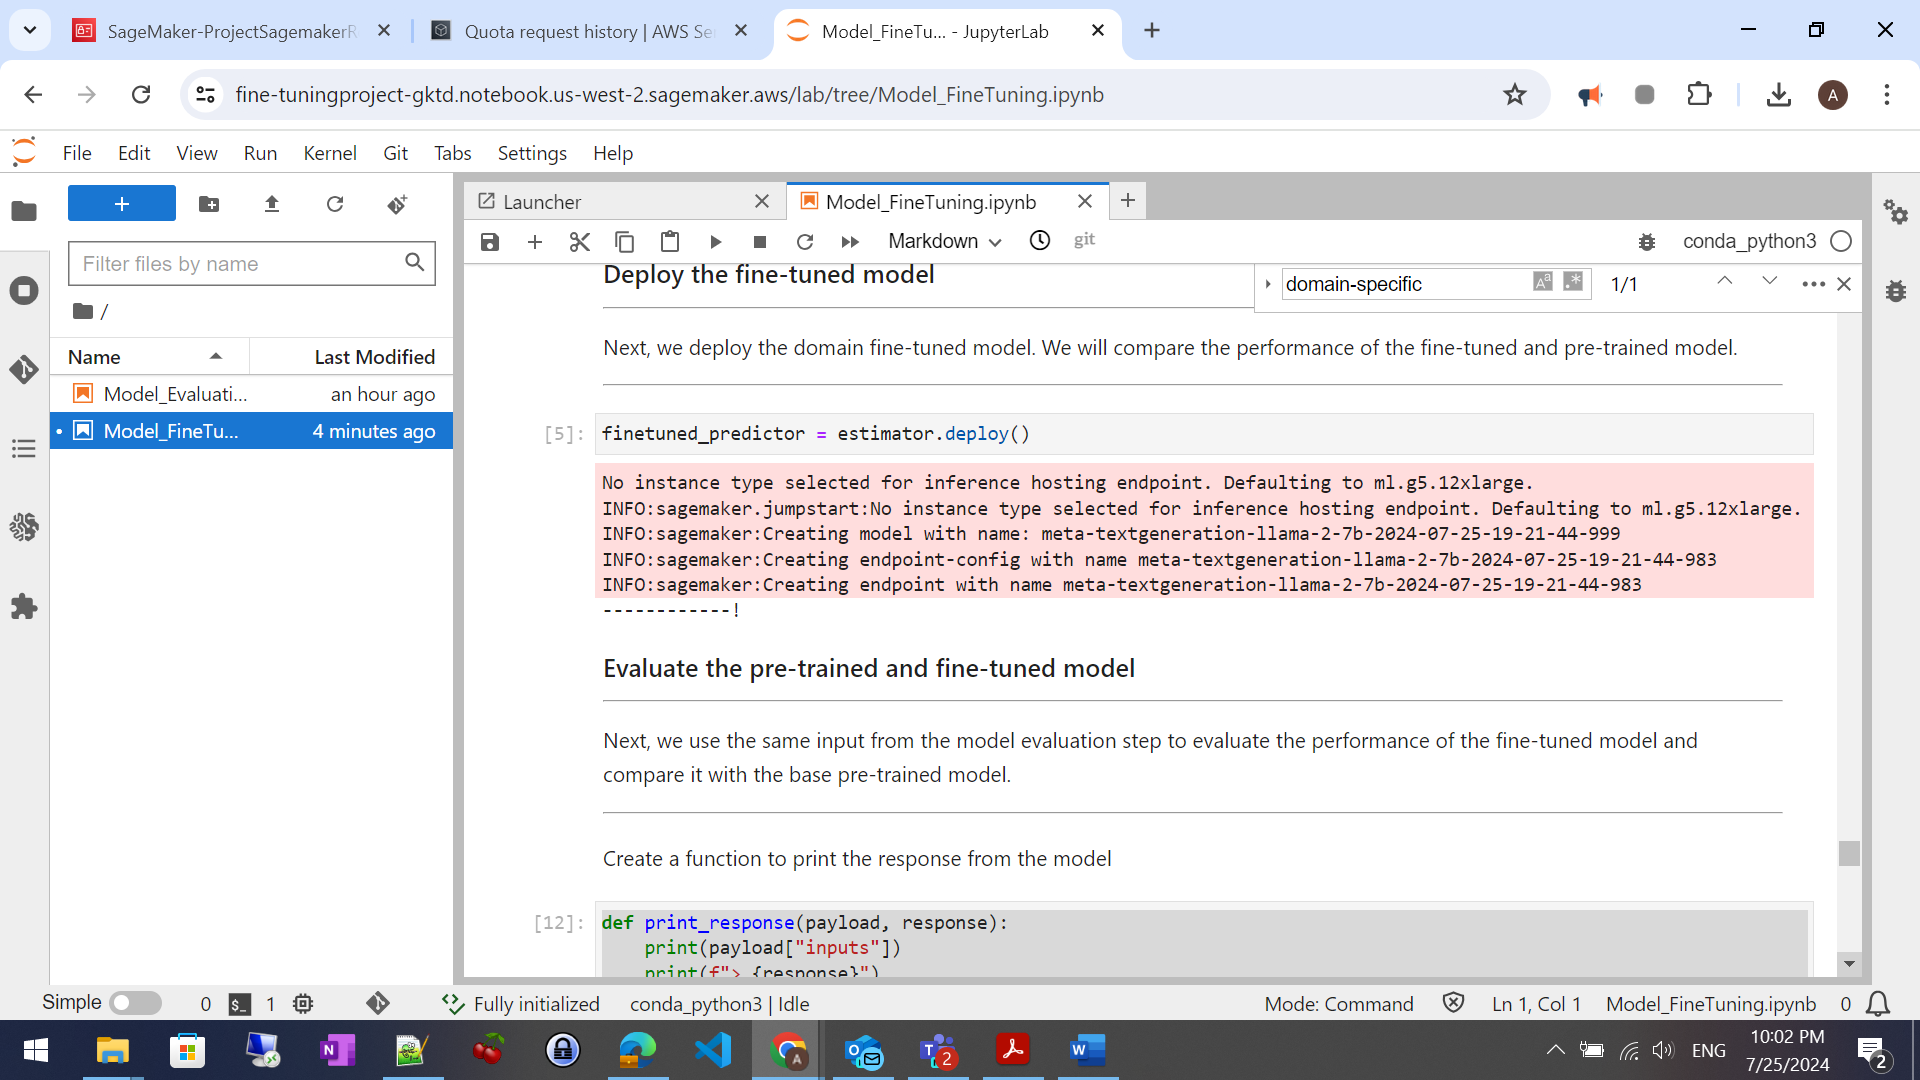 SageMaker-ProjectSagemakerR
Quota request history | AWS Se
Model_FineTu... - JupyterLab
fine-tuningproject-gktd.notebook.us-west-2.sagemaker.aws/lab/tree/Model_FineTuning.ipynb
A
File Edit View Run Kernel Git Tabs Settings Help
+
Launcher
Model_FineTuning.ipynb
Markdown
git
conda_python3
Filter files by name
/
Name
Last Modified
Model_Evaluati...
an hour ago
Model_FineTu...
4 minutes ago
domain-specific
1/1
Deploy the fine-tuned model
Next, we deploy the domain fine-tuned model. We will compare the performance of the fine-tuned and pre-trained model.
[5]:
finetuned_predictor = estimator.deploy()
No instance type selected for inference hosting endpoint. Defaulting to ml.g5.12xlarge.
INFO:sagemaker.jumpstart:No instance type selected for inference hosting endpoint. Defaulting to ml.g5.12xlarge.
INFO:sagemaker:Creating model with name: meta-textgeneration-llama-2-7b-2024-07-25-19-21-44-999
INFO:sagemaker:Creating endpoint-config with name meta-textgeneration-llama-2-7b-2024-07-25-19-21-44-983
INFO:sagemaker:Creating endpoint with name meta-textgeneration-llama-2-7b-2024-07-25-19-21-44-983
------------!
Evaluate the pre-trained and fine-tuned model
Next, we use the same input from the model evaluation step to evaluate the performance of the fine-tuned model and
compare it with the base pre-trained model.
Create a function to print the response from the model
[12]:
def print_response(payload, response):
print(payload["inputs"])
print(f"> {response}")
Simple
0
1
Fully initialized
conda_python3 | Idle
Mode: Command
Ln 1, Col 1
Model_FineTuning.ipynb
0
ENG
10:02 PM
7/25/2024
2
2